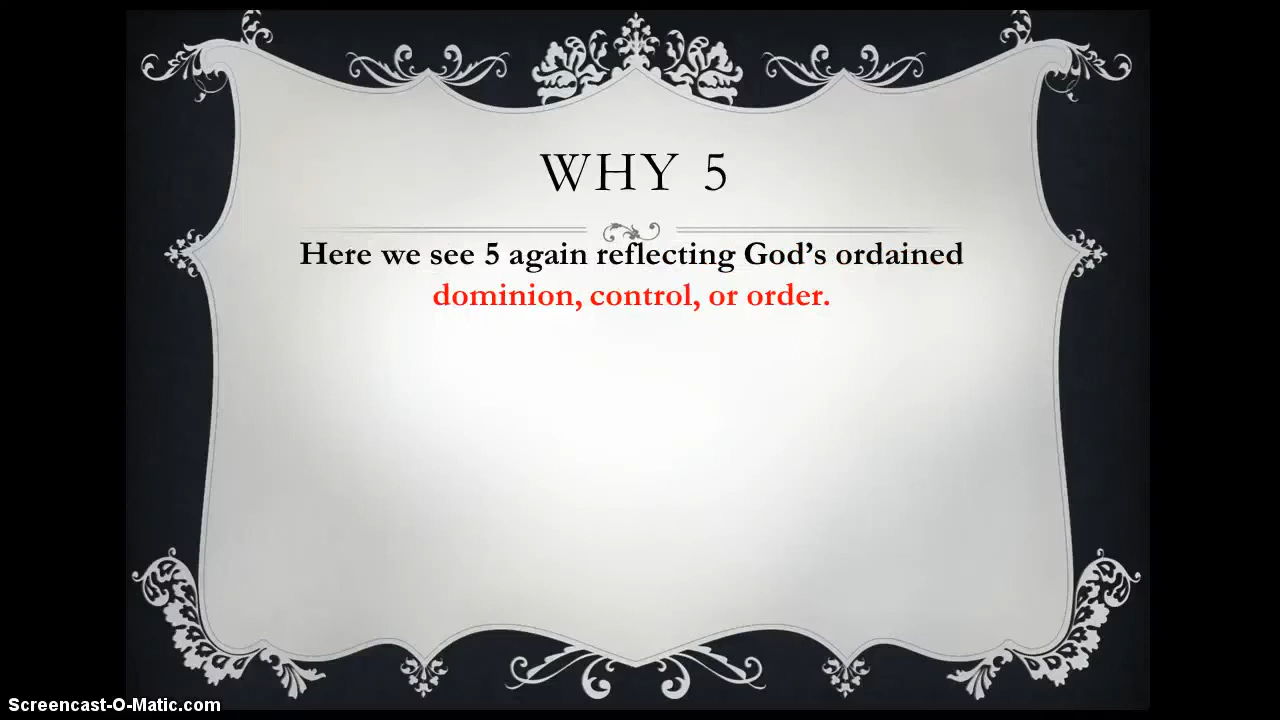 WHY 5
Here we see 5 again reflecting God’s ordained
dominion, control, or order.
Screencast-O-Matic.com